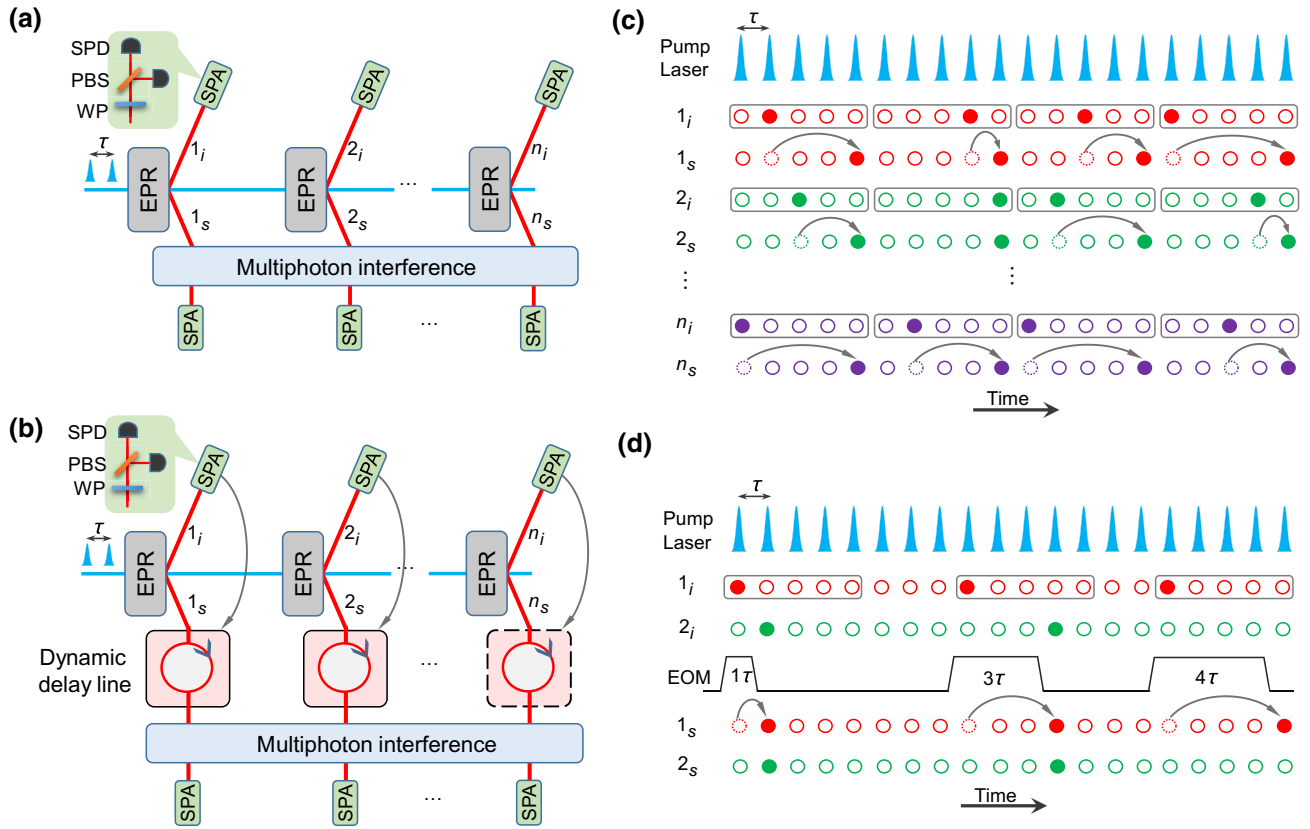 (a)
SPD
PBS
WP
τ
SPA
SPA
SPA
1i
2i
ni
EPR
EPR
...
EPR
1s
2s
ns
Multiphoton interference
SPA
SPA
...
SPA
(b)
SPD
PBS
WP
τ
SPA
SPA
SPA
1i
2i
ni
EPR
EPR
...
EPR
1s
2s
ns
Dynamic
delay line
...
Multiphoton interference
SPA
SPA
...
SPA
(c)
τ
Pump
Laser
1i
1s
2i
2s
⋮ ⋮
ni
ns
Time
(d)
τ
Pump
Laser
1i
2i
EOM 1τ 3τ 4τ
1s
2s
Time